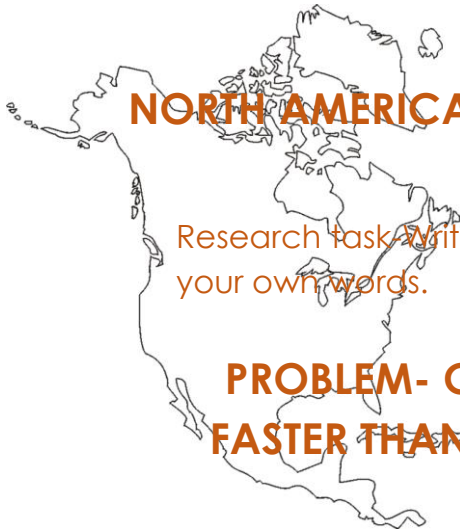 NORTH AMERICA
Research task-Writ
your own words.
PROBLEM- C
FASTER THAN